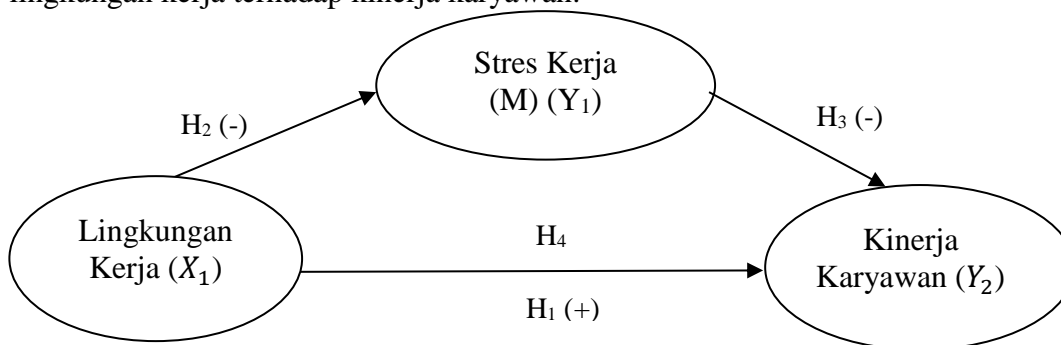 lingkungan kerja terhadap kinerja karyawan.
Stres Kerja
(M) (Y₁)
H₂ (-)
H₃ (-)
Lingkungan
Kerja (𝑋₁)
H₄
Kinerja
Karyawan (𝑌₂)
H₁ (+)